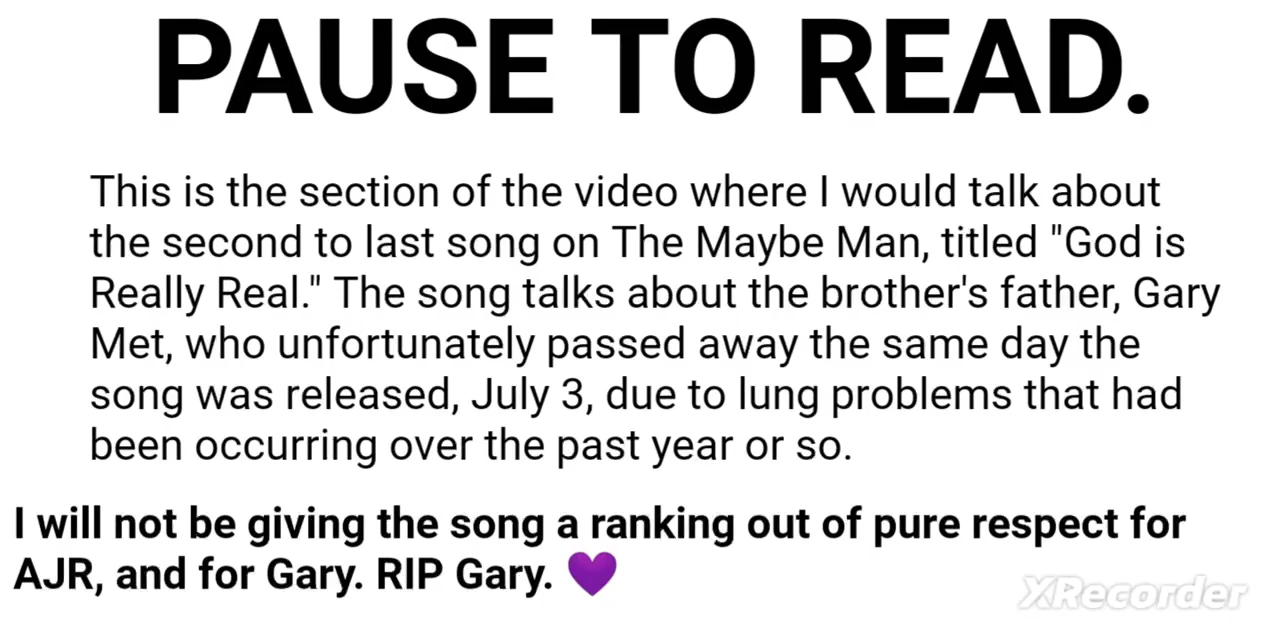 PAUSE TO READ.
This is the section of the video where I would talk about
the second to last song on The Maybe Man, titled "God is
Really Real." The song talks about the brother's father, Gary
Met, who unfortunately passed away the same day the
song was released, July 3, due to lung problems that had
been occurring over the past year or so.
I will not be giving the song a ranking out of pure respect for
AJR, and for Gary. RIP Gary. 💜
XRecorder